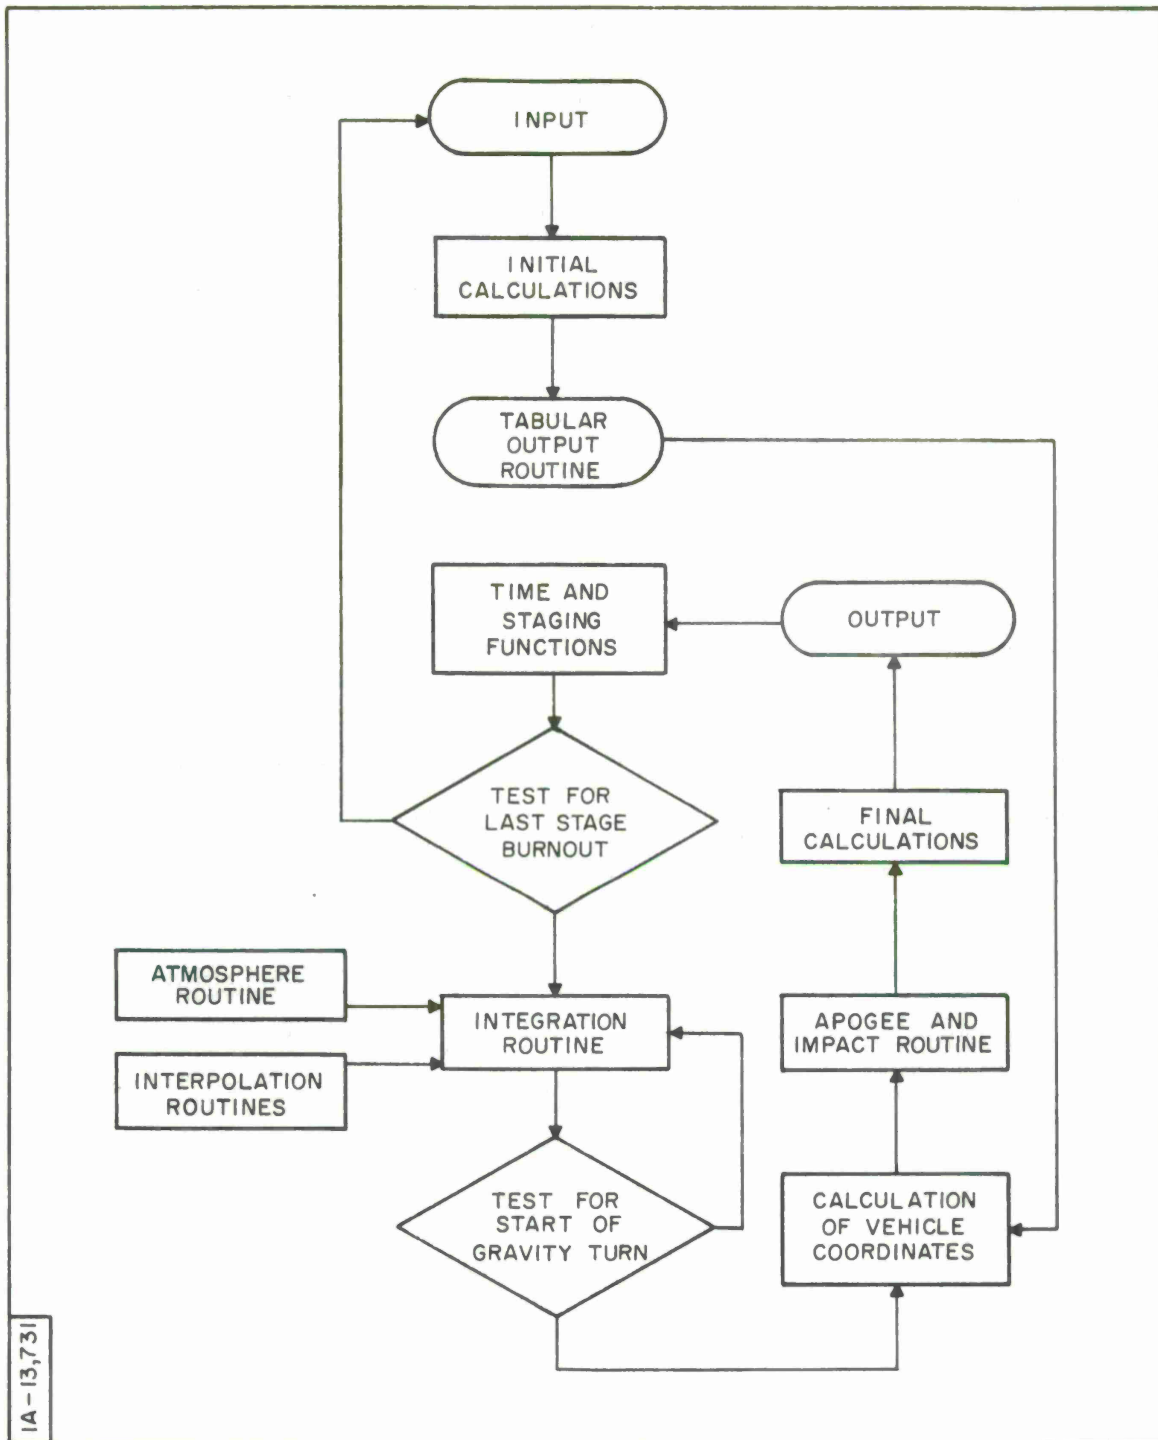 INPUT
INITIAL
CALCULATIONS
TABULAR
OUTPUT
ROUTINE
TIME AND
STAGING
FUNCTIONS
OUTPUT
TEST FOR
LAST STAGE
BURNOUT
FINAL
CALCULATIONS
ATMOSPHERE
ROUTINE
INTERPOLATION
ROUTINES
INTEGRATION
ROUTINE
APOGEE AND
IMPACT ROUTINE
TEST FOR
START OF
GRAVITY TURN
CALCULATION
OF VEHICLE
COORDINATES
IA-13,731